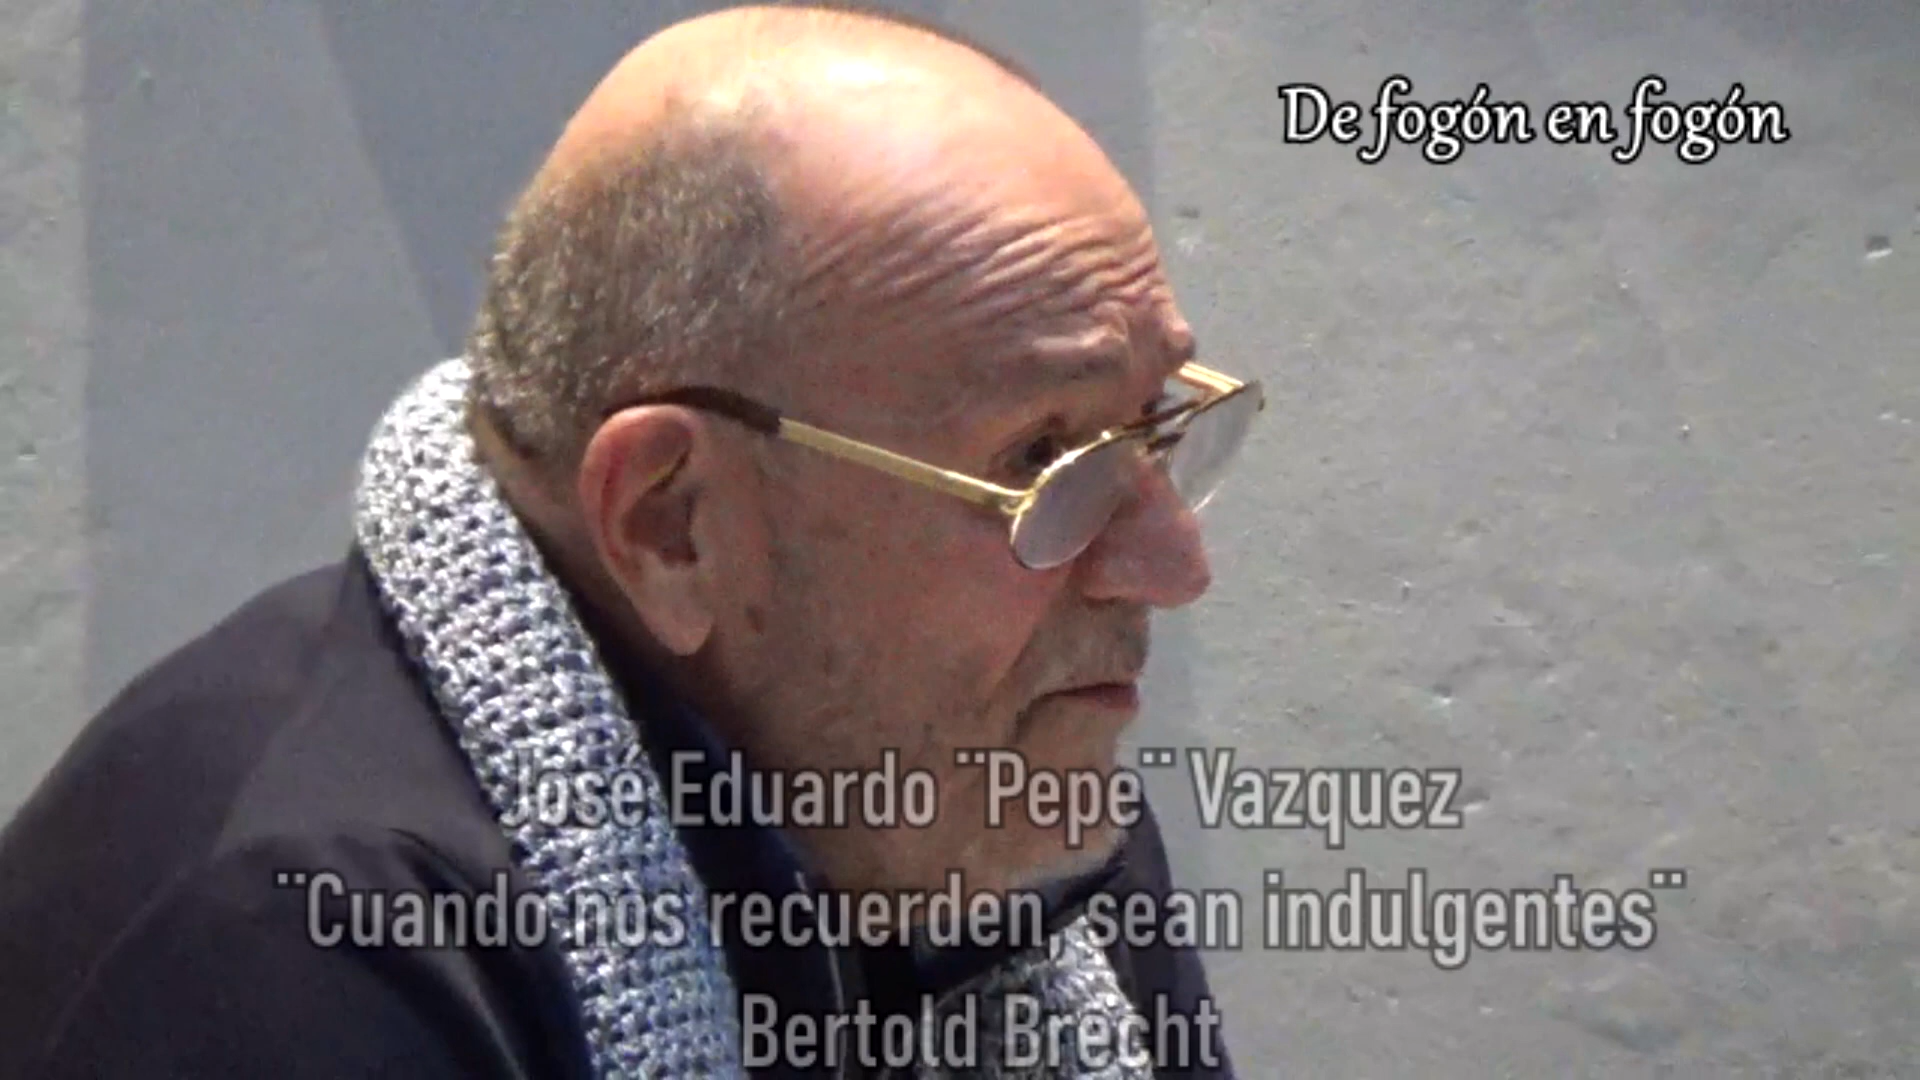 De fogón en fogón
José Eduardo ¨Pepe¨ Vazquez
¨Cuando nos recuerden, sean indulgentes¨
Bertold Brecht